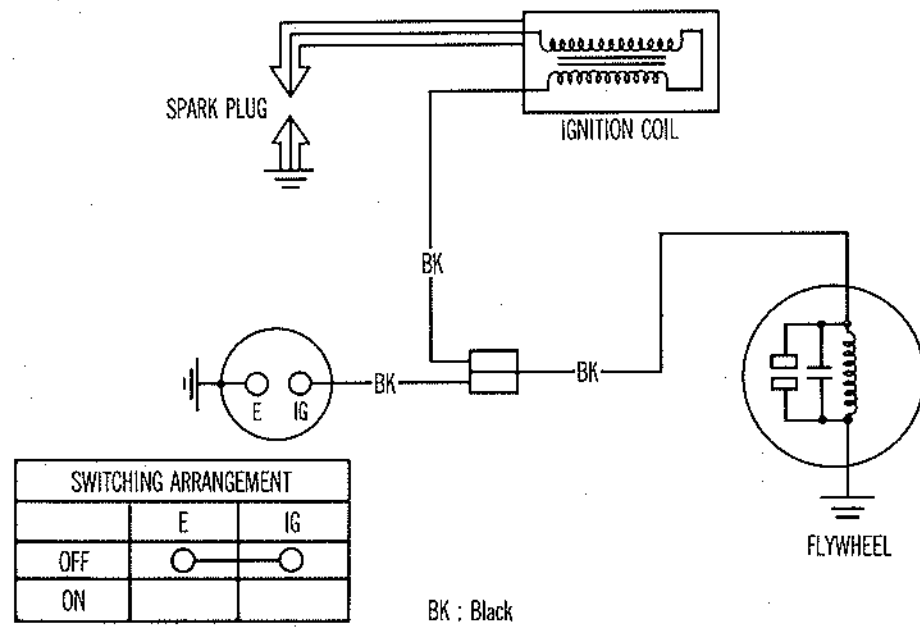 SPARK PLUG
IGNITION COIL
BK
BK
BK
E
IG
FLYWHEEL
SWITCHING ARRANGEMENT
E IG
OFF
ON
BK : Black